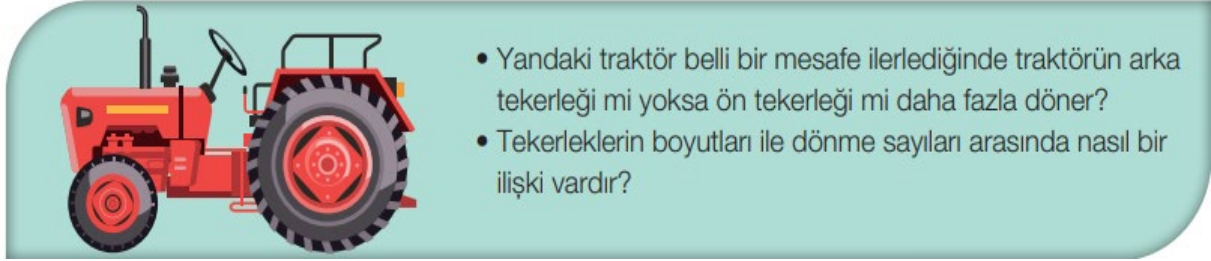 • Yandaki traktör belli bir mesafe ilerlediğinde traktörün arka
tekerleği mi yoksa ön tekerleği mi daha fazla döner?
• Tekerleklerin boyutları ile dönme sayıları arasında nasıl bir
ilişki vardır?